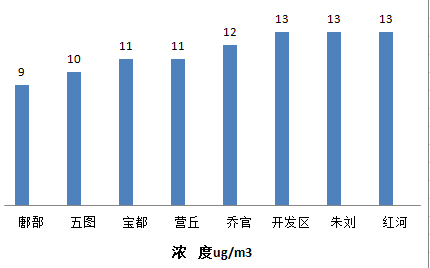 9 10 11 11 12 13 13 13
鄌郚 五图 宝都 营丘 乔官 开发区 朱刘 红河
浓 度ug/m3